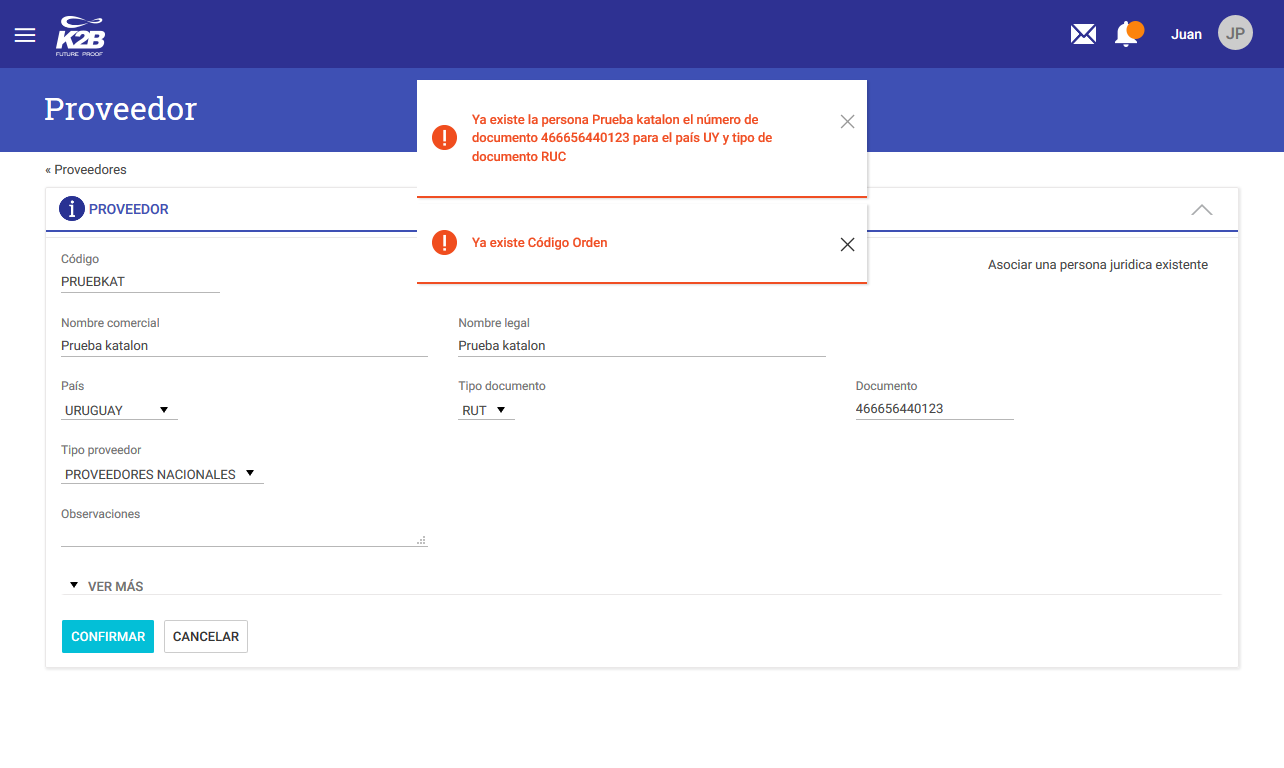 K2B
FUTURE PROOF
Juan
JP
Proveedor
Ya existe la persona Prueba katalon el número de
documento 466656440123 para el país UY y tipo de
documento RUC
Ya existe Código Orden
« Proveedores
PROVEEDOR
Código
PRUEBKAT
Asociar una persona juridica existente
Nombre comercial
Nombre legal
Prueba katalon
Prueba katalon
País
Tipo documento
Documento
URUGUAY
RUT
466656440123
Tipo proveedor
PROVEEDORES NACIONALES
Observaciones
VER MÁS
CONFIRMAR
CANCELAR